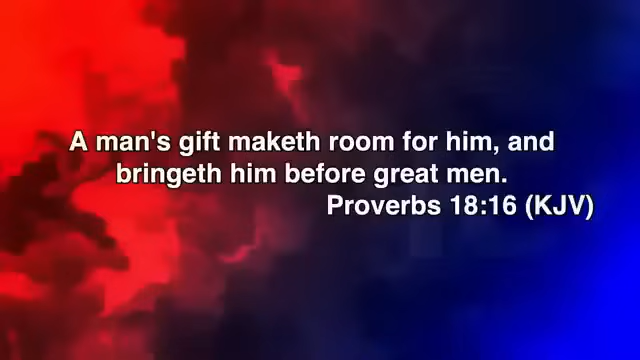 A man's gift maketh room for him, and
bringeth him before great men.
Proverbs 18:16 (KJV)